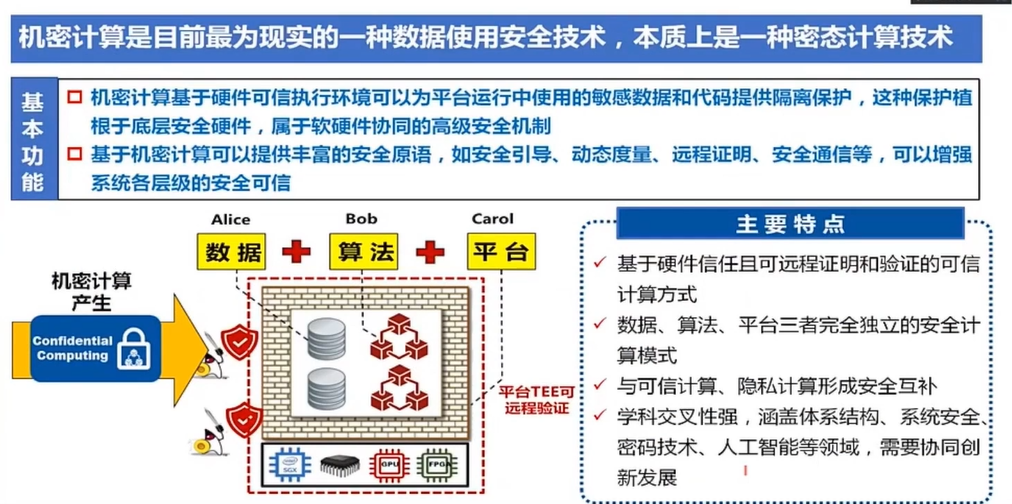 机密计算是目前最为现实的一种数据使用安全技术，本质上是一种密态计算技术
基本功能
机密计算基于硬件可信执行环境可以为平台运行中使用的敏感数据和代码提供隔离保护，这种保护植
根于底层安全硬件，属于软硬件协同的高级安全机制
基于机密计算可以提供丰富的安全原语，如安全引导、动态度量、远程证明、安全通信等，可以增强
系统各层级的安全可信
Alice
Bob
Carol
数据
算法
平台
机密计算
产生
Confidential
Computing
平台TEE可
远程验证
intel
SGX
GPU
FPGA
主要特点
基于硬件信任且可远程证明和验证的可信
计算方式
数据、算法、平台三者完全独立的安全计
算模式
与可信计算、隐私计算形成安全互补
学科交叉性强，涵盖体系结构、系统安全、
密码技术、人工智能等领域，需要协同创
新发展